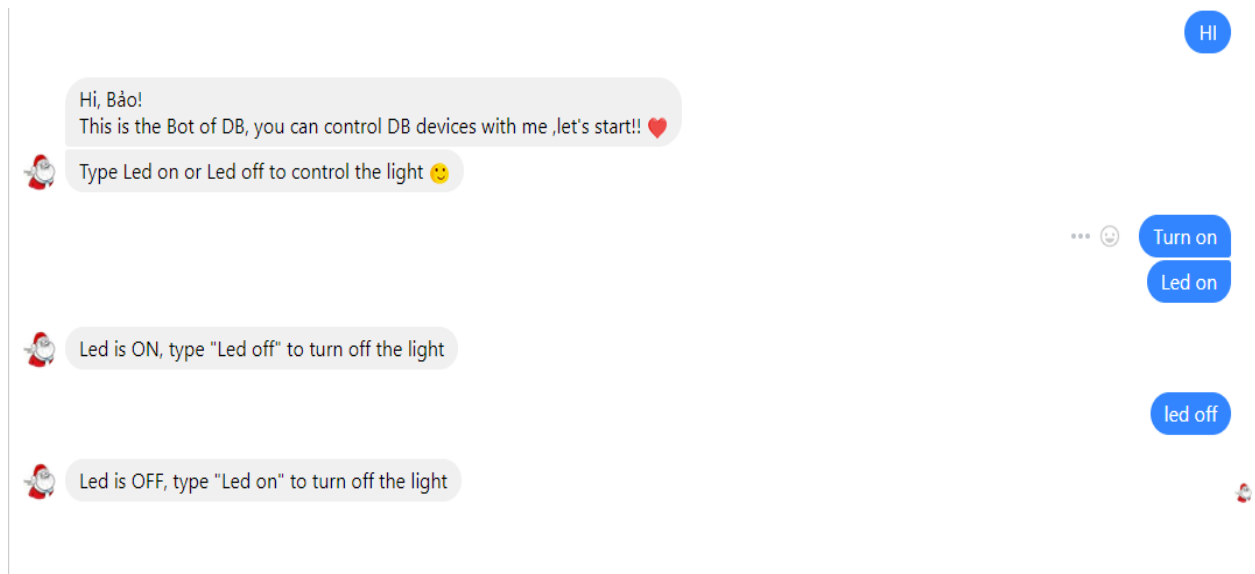 HI
Hi, Bảo!
This is the Bot of DB, you can control DB devices with me ,let's start!! ❤️
Type Led on or Led off to control the light 🙂
Turn on
Led on
Led is ON, type "Led off" to turn off the light
led off
Led is OFF, type "Led on" to turn off the light